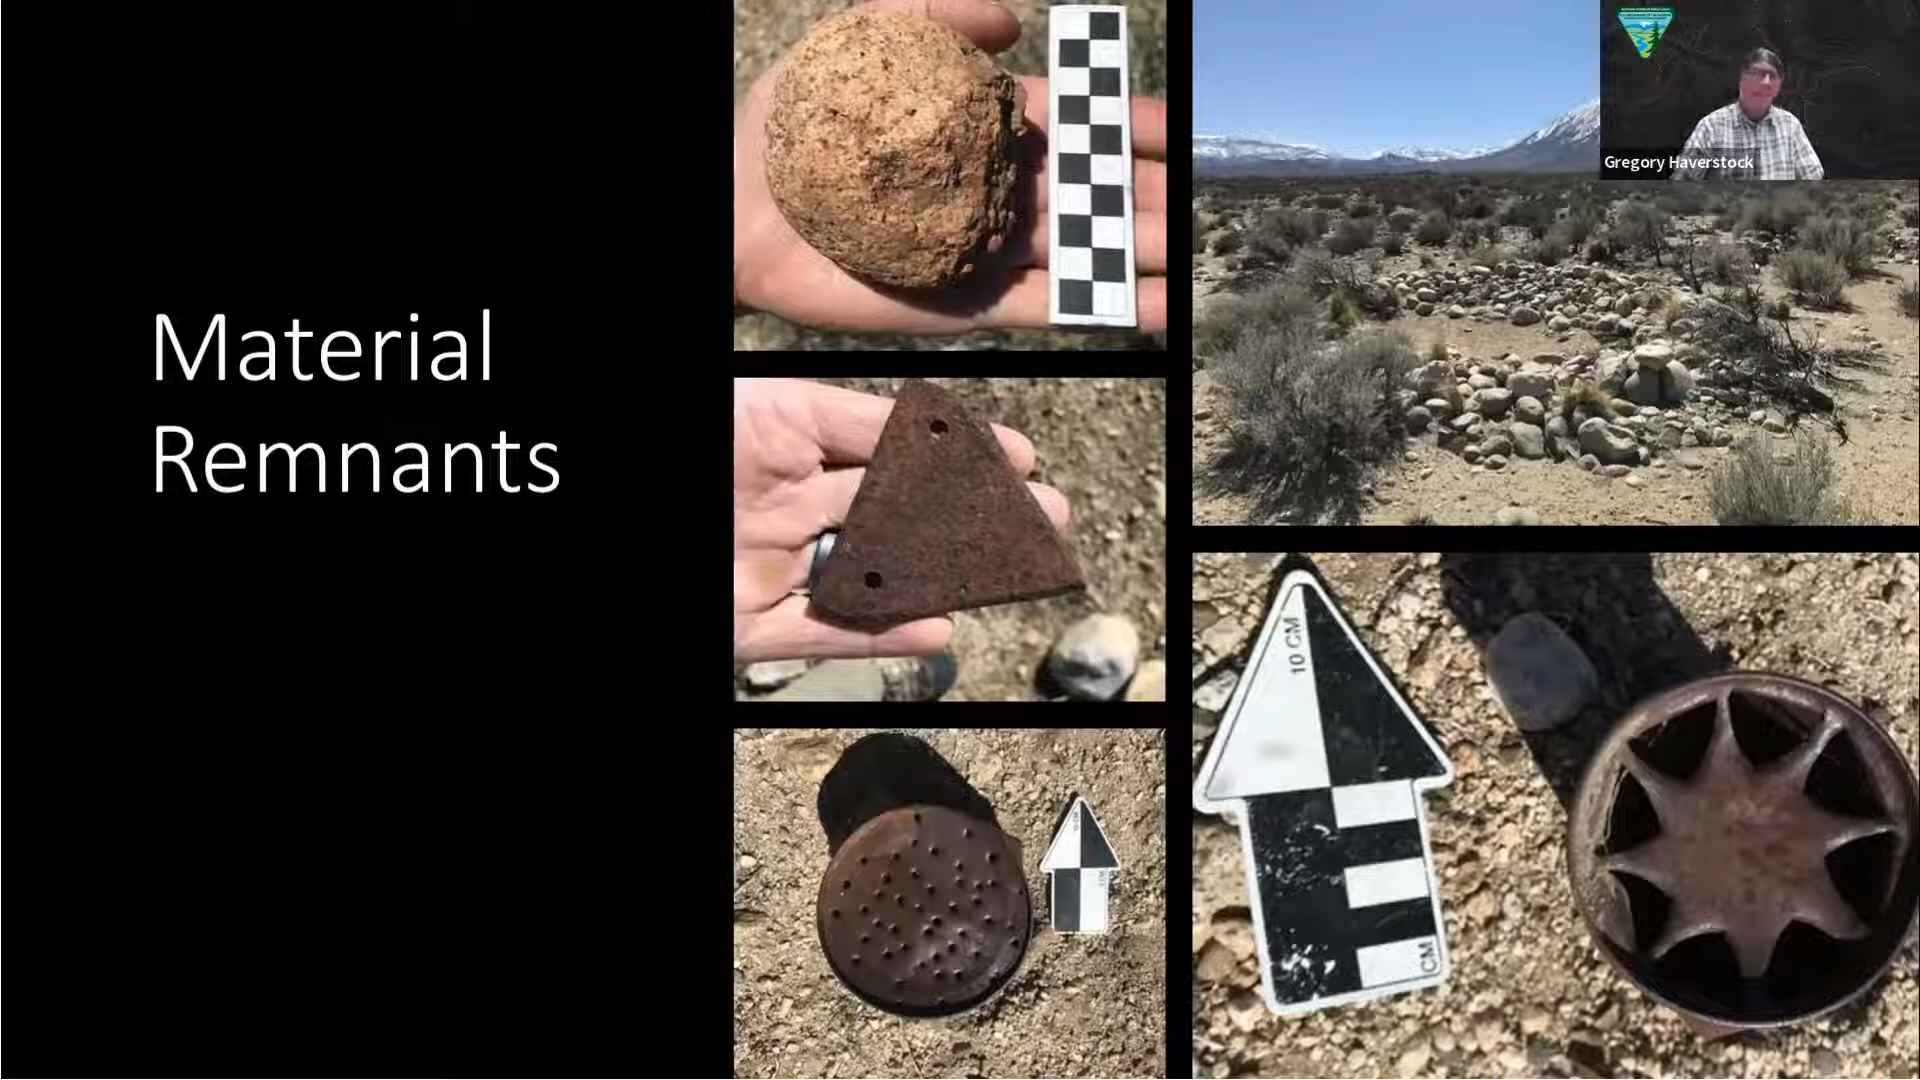 Material
Remnants
Gregory Haverstock
10 CM
CM